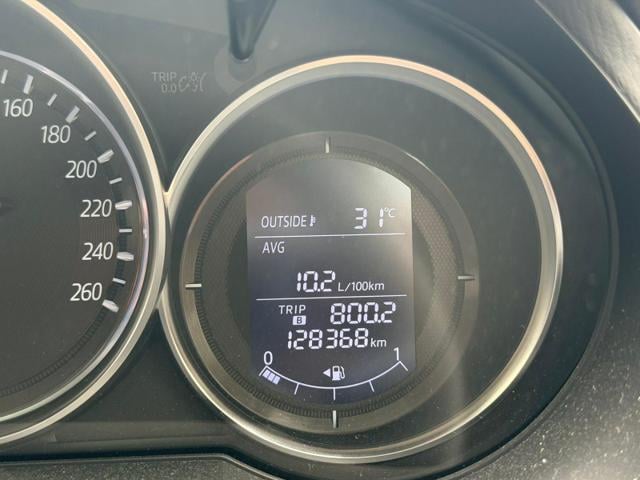 TRIP
0.0
160
180
200
220
240
260
OUTSIDE 31°C
AVG
10.2 L/100km
TRIP B 800.2
128368 km
0 1